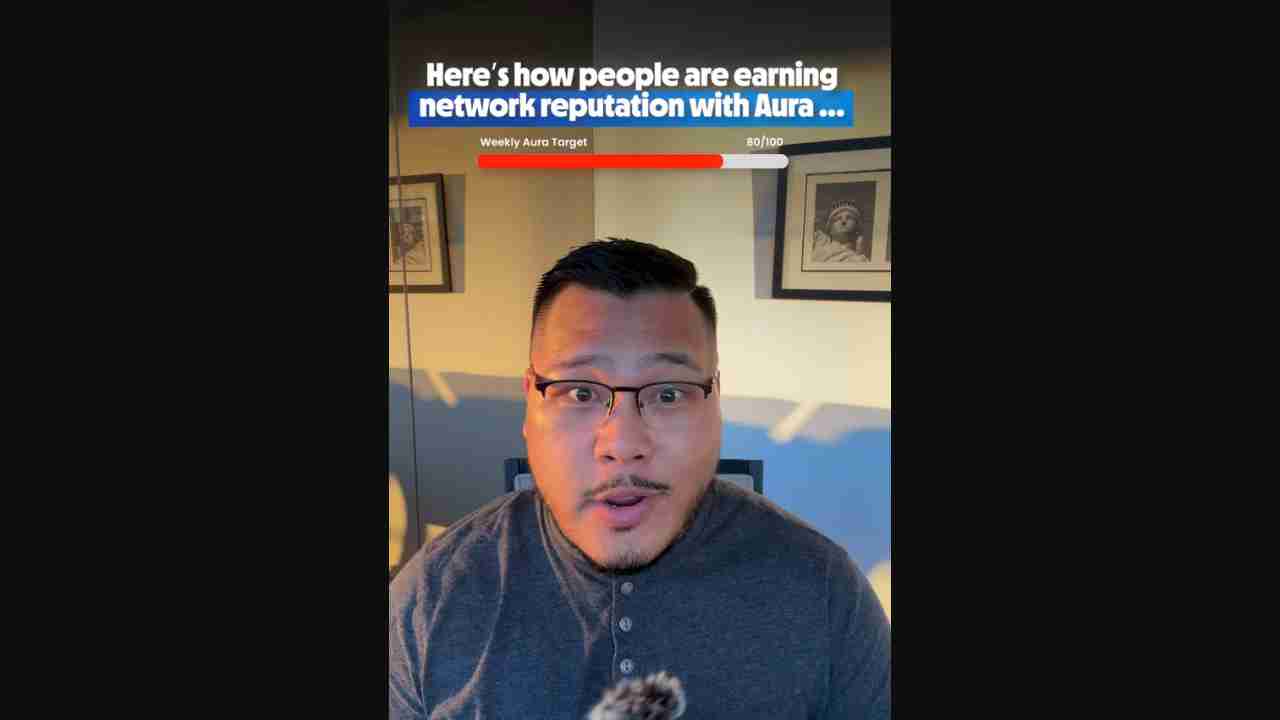 Here's how people are earning
network reputation with Aura ...
Weekly Aura Target
80/100